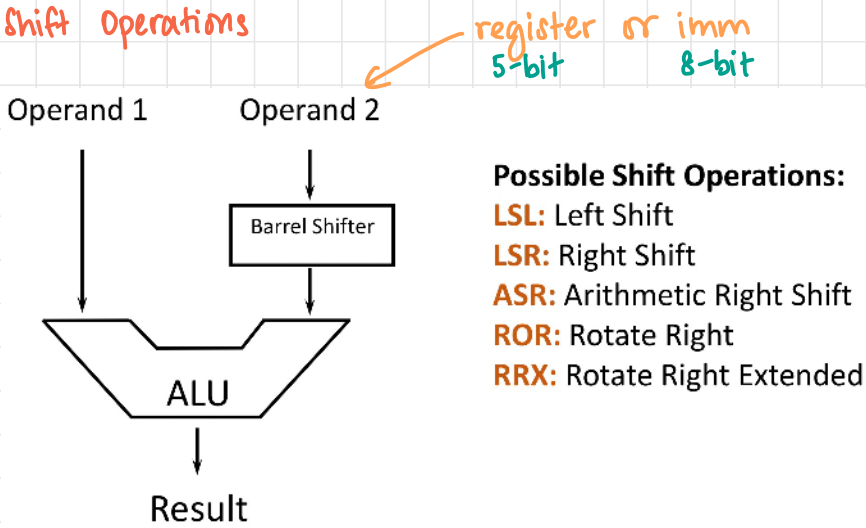 Shift Operations
register or imm
5-bit 8-bit
Operand 1 Operand 2
Barrel Shifter
ALU
Result
Possible Shift Operations:
LSL: Left Shift
LSR: Right Shift
ASR: Arithmetic Right Shift
ROR: Rotate Right
RRX: Rotate Right Extended